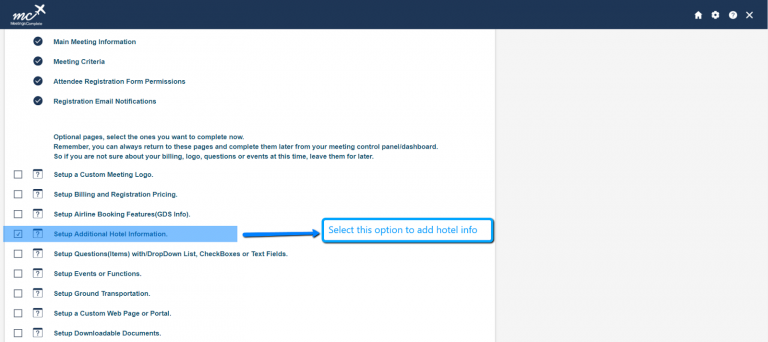 mc
MeetingsComplete
Main Meeting Information
Meeting Criteria
Attendee Registration Form Permissions
Registration Email Notifications
Optional pages, select the ones you want to complete now.
Remember, you can always return to these pages and complete them later from your meeting control panel/dashboard.
So if you are not sure about your billing, logo, questions or events at this time, leave them for later.
Setup a Custom Meeting Logo.
Setup Billing and Registration Pricing.
Setup Airline Booking Features(GDS Info).
Setup Additional Hotel Information.
Select this option to add hotel info
Setup Questions(Items) with/DropDown List, CheckBoxes or Text Fields.
Setup Events or Functions.
Setup Ground Transportation.
Setup a Custom Web Page or Portal.
Setup Downloadable Documents.